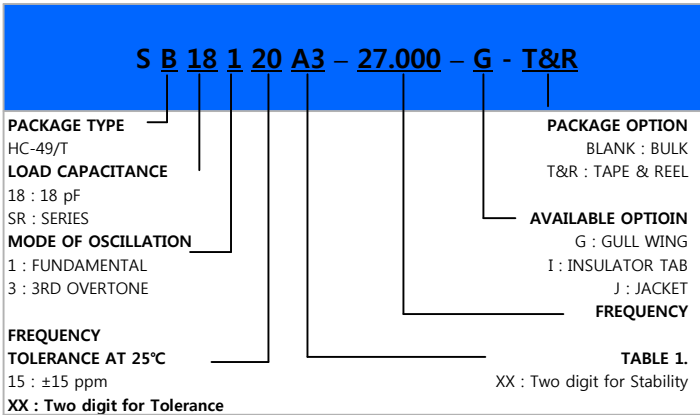 S B 18 1 20 A3 – 27.000 – G - T&R
PACKAGE TYPE
HC-49/T
LOAD CAPACITANCE
18 : 18 pF
SR : SERIES
MODE OF OSCILLATION
1 : FUNDAMENTAL
3 : 3RD OVERTONE
FREQUENCY
TOLERANCE AT 25℃
15 : ±15 ppm
XX : Two digit for Tolerance
PACKAGE OPTION
BLANK : BULK
T&R : TAPE & REEL
AVAILABLE OPTIOIN
G : GULL WING
I : INSULATOR TAB
J : JACKET
FREQUENCY
TABLE 1.
XX : Two digit for Stability